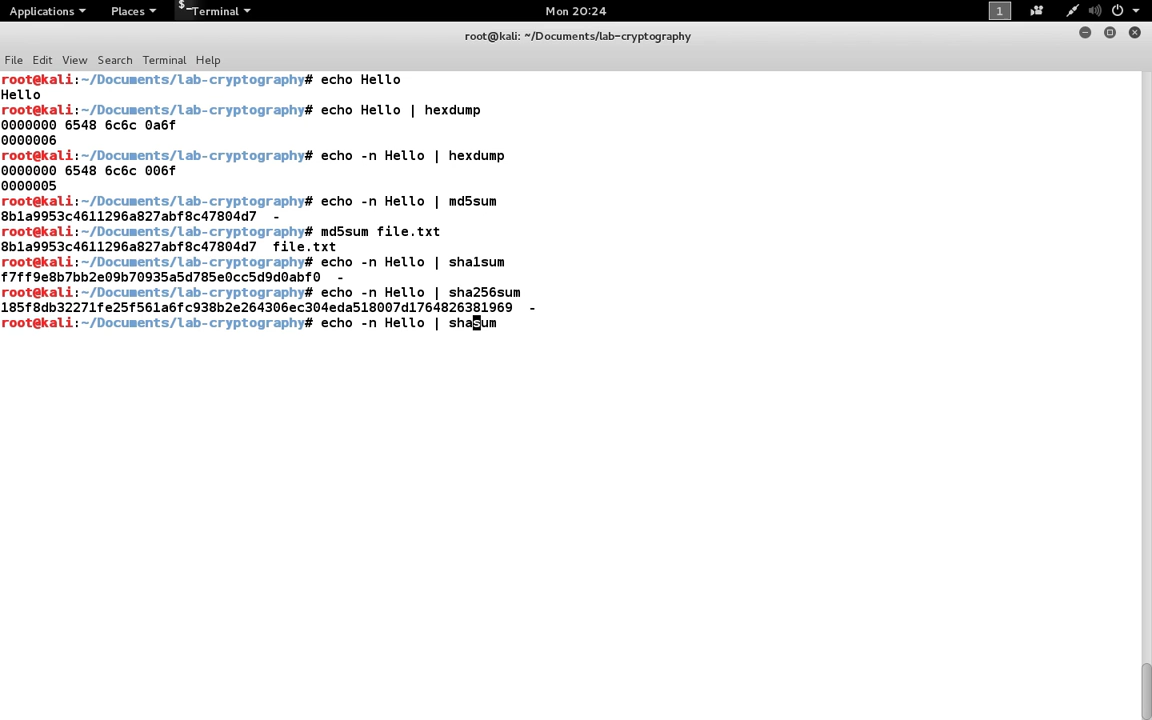 Applications Places Terminal Mon 20:24 1
root@kali: ~/Documents/lab-cryptography
File Edit View Search Terminal Help
root@kali:~/Documents/lab-cryptography# echo Hello
Hello
root@kali:~/Documents/lab-cryptography# echo Hello | hexdump
0000000 6548 6c6c 0a6f
0000006
root@kali:~/Documents/lab-cryptography# echo -n Hello | hexdump
0000000 6548 6c6c 006f
0000005
root@kali:~/Documents/lab-cryptography# echo -n Hello | md5sum
8b1a9953c4611296a827abf8c47804d7  -
root@kali:~/Documents/lab-cryptography# md5sum file.txt
8b1a9953c4611296a827abf8c47804d7  file.txt
root@kali:~/Documents/lab-cryptography# echo -n Hello | sha1sum
f7ff9e8b7bb2e09b70935a5d785e0cc5d9d0abf0  -
root@kali:~/Documents/lab-cryptography# echo -n Hello | sha256sum
185f8db32271fe25f561a6fc938b2e264306ec304eda518007d1764826381969  -
root@kali:~/Documents/lab-cryptography# echo -n Hello | shasum